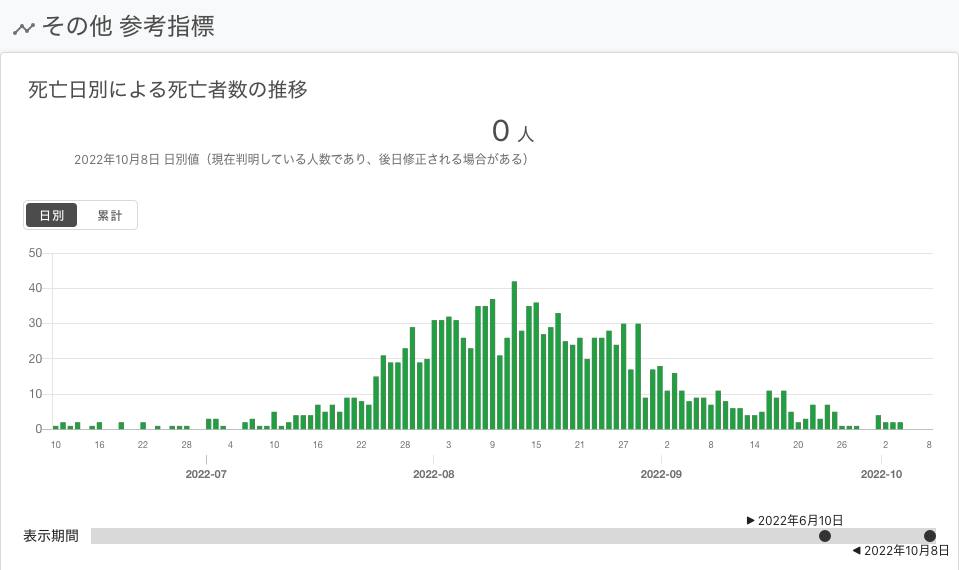 その他 参考指標
死亡日別による死亡者数の推移
0 人
2022年10月8日 日別値（現在判明している人数であり、後日修正される場合がある）
日別 累計
50
40
30
20
10
0
10 16 22 28 4 10 16 22 28 3 9 15 21 27 2 8 14 20 26 2 8
2022-07 2022-08 2022-09 2022-10
▶ 2022年6月10日
表示期間
◀ 2022年10月8日